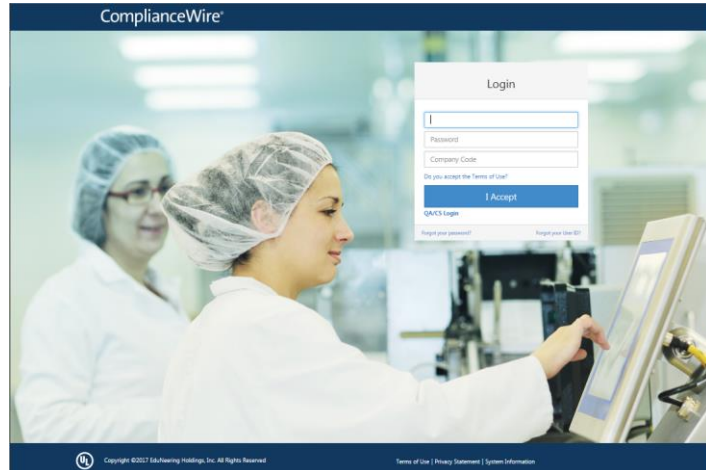 ComplianceWire®
Login
Password
Company Code
Do you accept the Terms of Use?
I Accept
QA/CS Login
Forgot your password? Forgot your User ID?
UL Copyright ©2017 EduNeering Holdings, Inc. All Rights Reserved Terms of Use | Privacy Statement | System Information